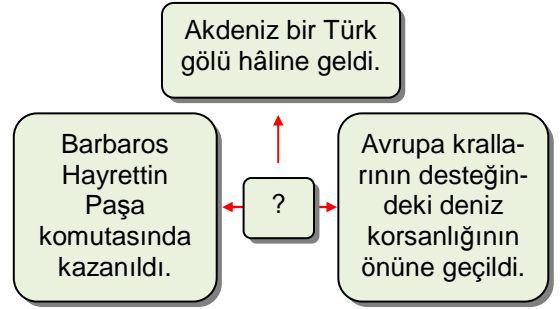 Akdeniz bir Türk
gölü hâline geldi.
Barbaros
Hayrettin
Paşa
komutasında
kazanıldı.
?
Avrupa kralla-
rının desteğin-
deki deniz
korsanlığının
önüne geçildi.